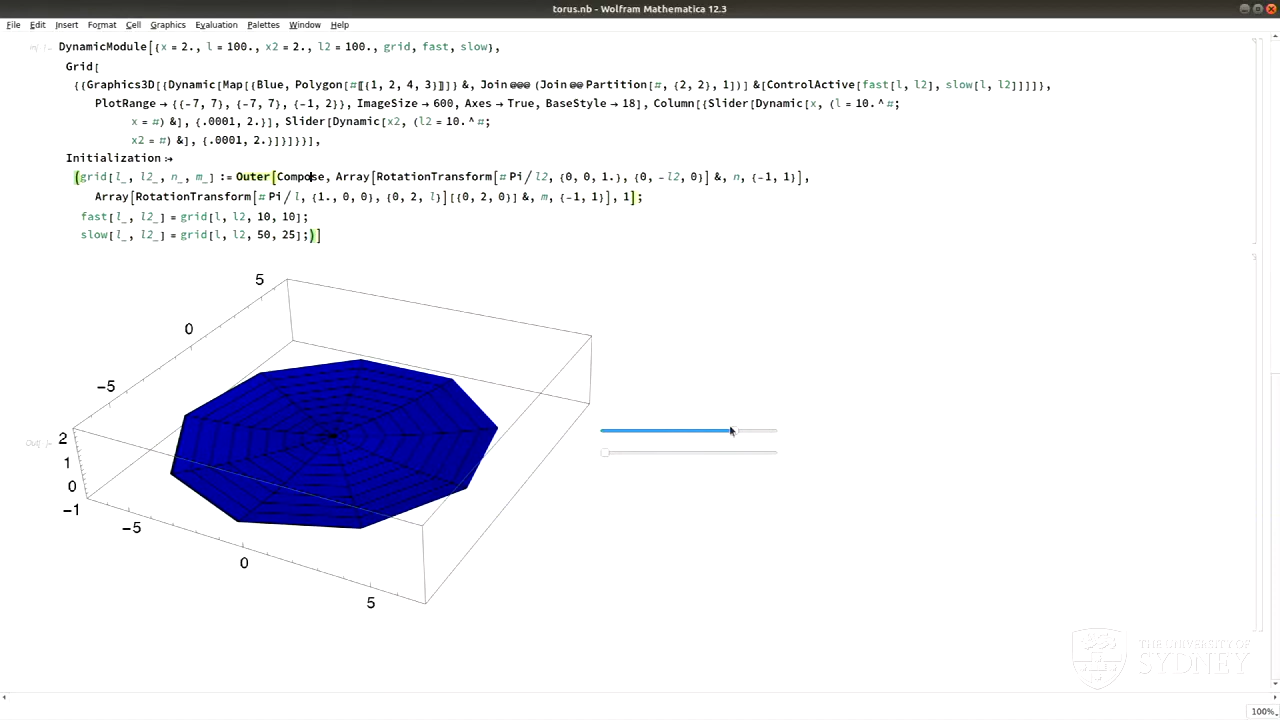 torus.nb - Wolfram Mathematica 12.3
File Edit Insert Format Cell Graphics Evaluation Palettes Window Help
DynamicModule[{x = 2., l = 100., x2 = 2., l2 = 100., grid, fast, slow},
Grid[
{{Graphics3D[{Dynamic[Map[{Blue, Polygon[#⟦{1, 2, 4, 3}⟧]} &, Join @@@ (Join @@ Partition[#, {2, 2}, 1])] &[ControlActive[fast[l, l2], slow[l, l2]]]]},
PlotRange → {{-7, 7}, {-7, 7}, {-1, 2}}, ImageSize → 600, Axes → True, BaseStyle → 18], Column[{Slider[Dynamic[x, (l = 10.^#;
x = #) &], {.0001, 2.}], Slider[Dynamic[x2, (l2 = 10.^#;
x2 = #) &], {.0001, 2.}]}]}}],
Initialization :→
(grid[l_, l2_, n_, m_] := Outer[Compose, Array[RotationTransform[# Pi / l2, {0, 0, 1.}, {0, -l2, 0}] &, n, {-1, 1}],
Array[RotationTransform[# Pi / l, {1., 0, 0}, {0, 2, l}][{0, 2, 0}] &, m, {-1, 1}], 1];
fast[l_, l2_] = grid[l, l2, 10, 10];
slow[l_, l2_] = grid[l, l2, 50, 25];)]
5
0
-5
2
1
0
-1
-5
0
5
THE UNIVERSITY OF
SYDNEY
100%